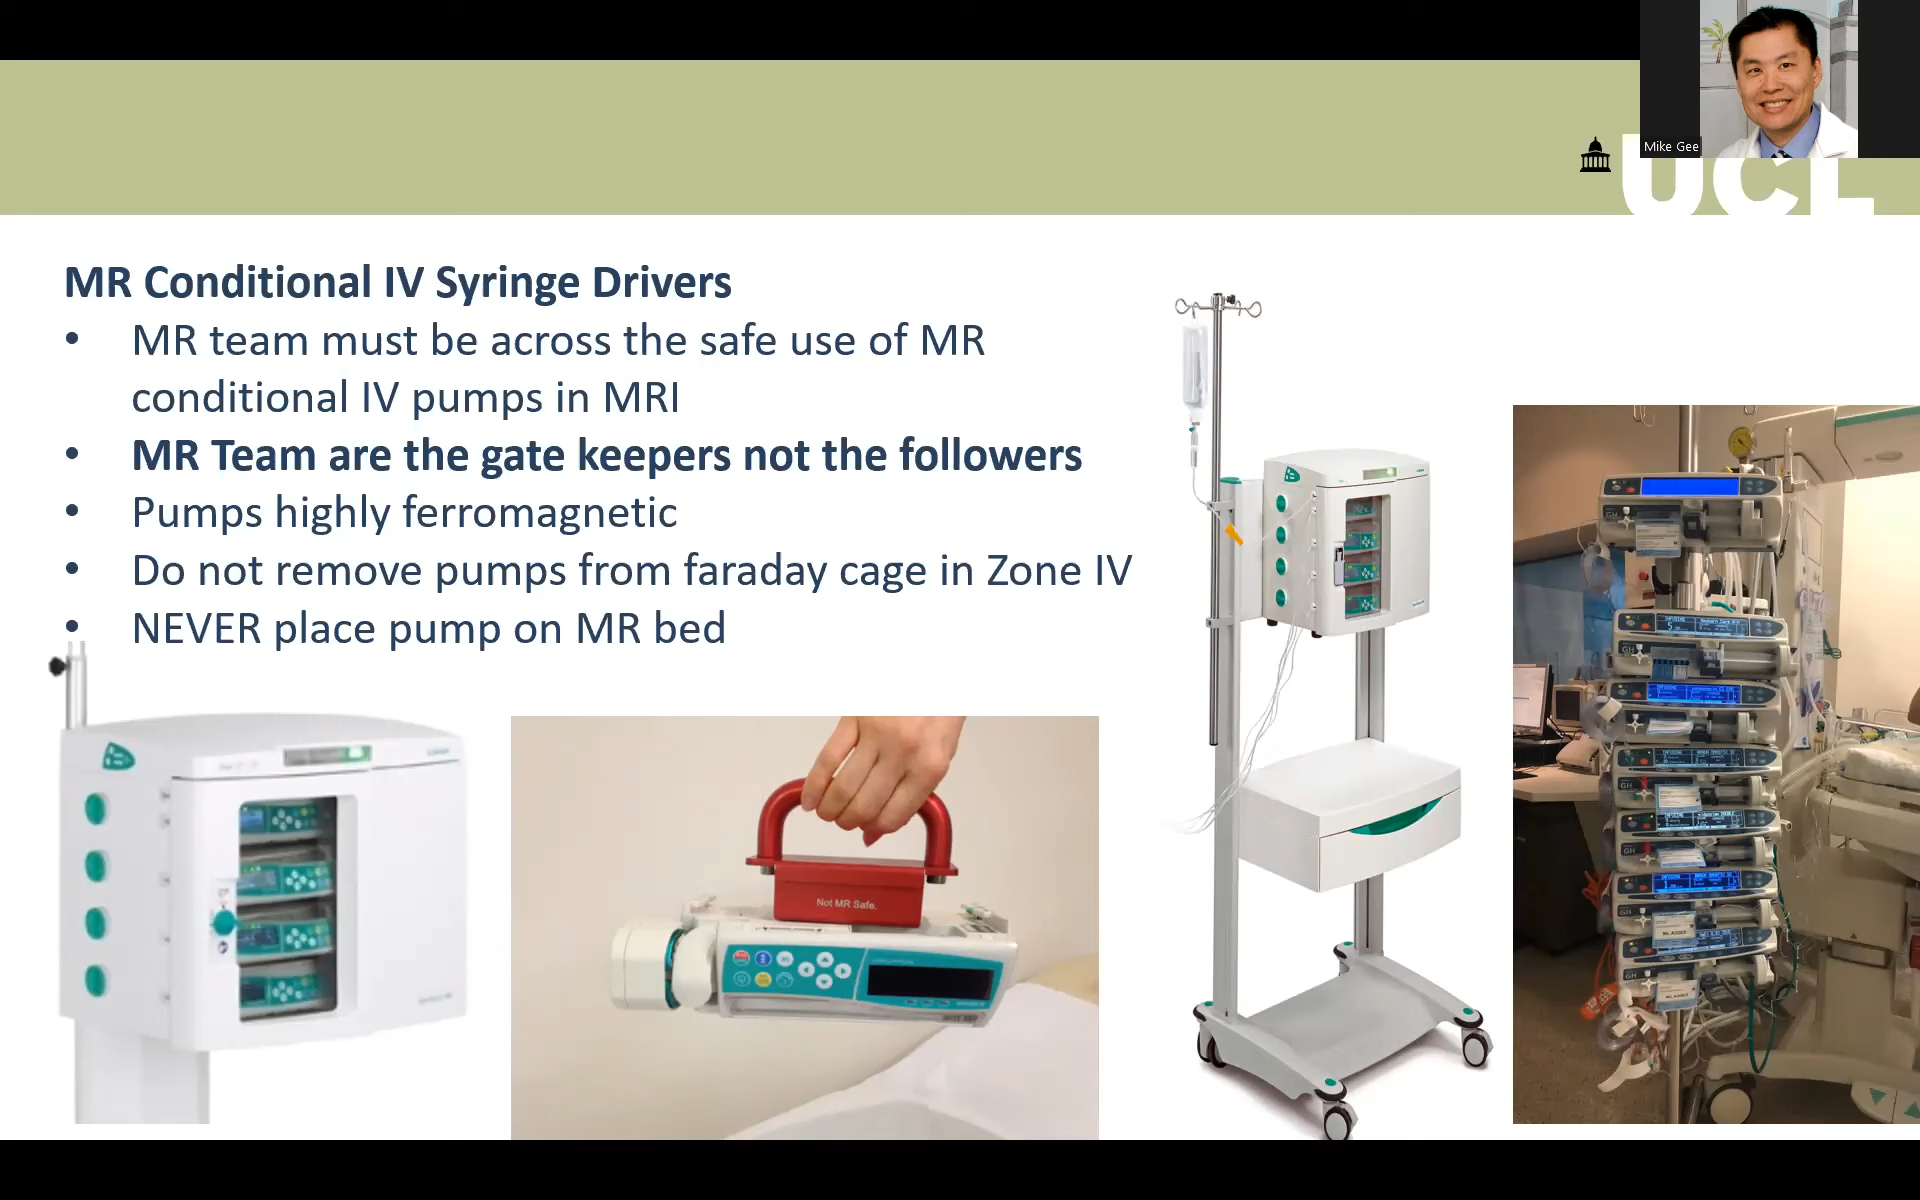 Mike Gee
UCL
MR Conditional IV Syringe Drivers
• MR team must be across the safe use of MR
conditional IV pumps in MRI
• MR Team are the gate keepers not the followers
• Pumps highly ferromagnetic
• Do not remove pumps from faraday cage in Zone IV
• NEVER place pump on MR bed
Not MR Safe.